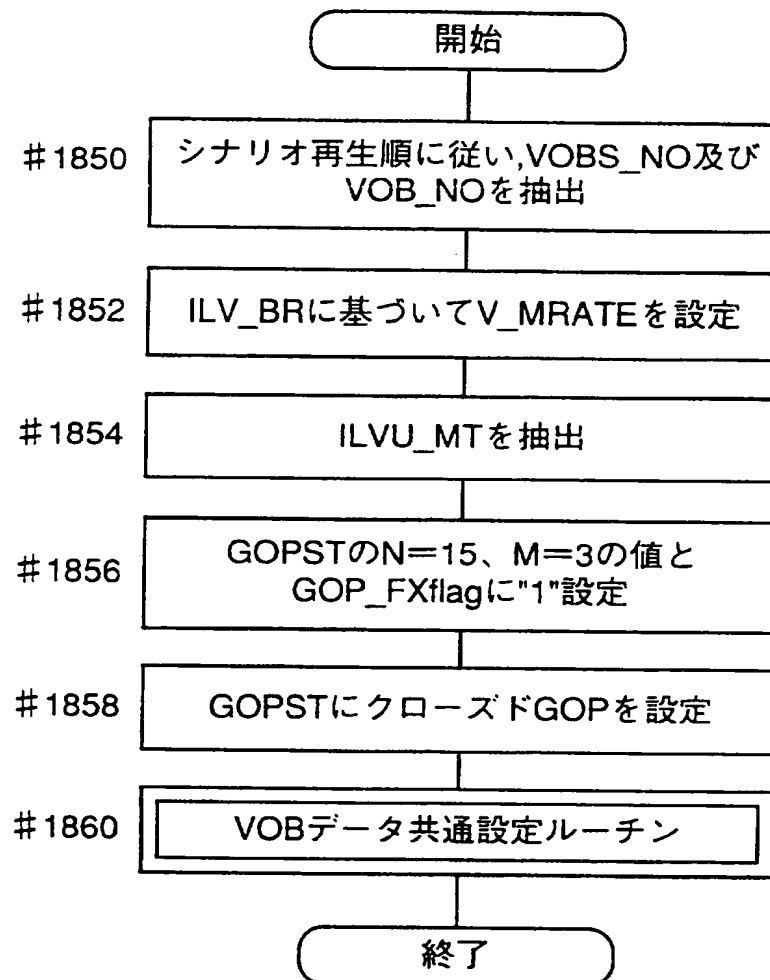 開始
#1850
シナリオ再生順に従い,VOBS_NO及び
VOB_NOを抽出
#1852
ILV_BRに基づいてV_MRATEを設定
#1854
ILVU_MTを抽出
#1856
GOPSTのN=15、M=3の値と
GOP_FXflagに"1"設定
#1858
GOPSTにクローズドGOPを設定
#1860
VOBデータ共通設定ルーチン
終了